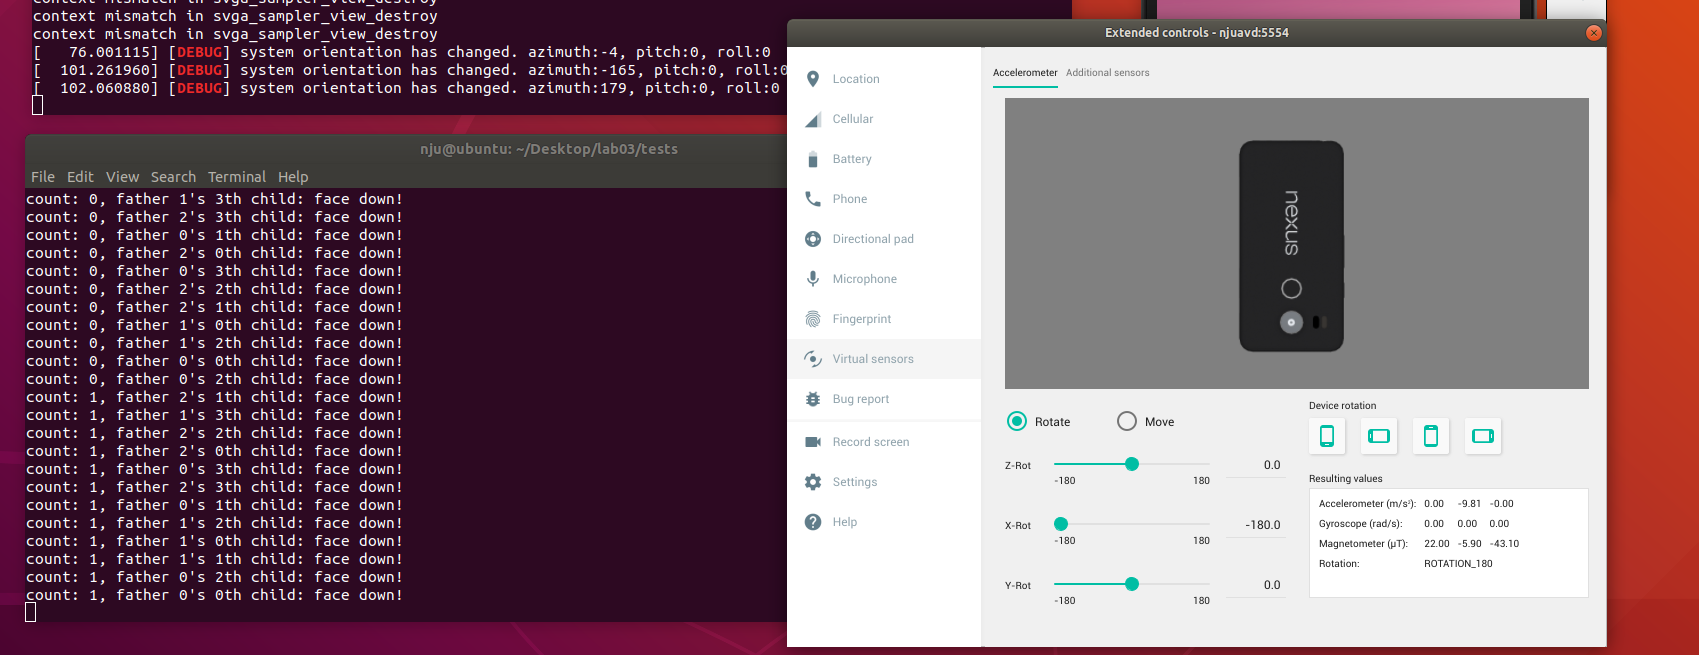 context mismatch in svga_sampler_view_destroy
context mismatch in svga_sampler_view_destroy
context mismatch in svga_sampler_view_destroy
[   76.001115] [DEBUG] system orientation has changed. azimuth:-4, pitch:0, roll:0
[  101.261960] [DEBUG] system orientation has changed. azimuth:-165, pitch:0, roll:0
[  102.060880] [DEBUG] system orientation has changed. azimuth:179, pitch:0, roll:0
nju@ubuntu: ~/Desktop/lab03/tests
File Edit View Search Terminal Help
count: 0, father 1's 3th child: face down!
count: 0, father 2's 3th child: face down!
count: 0, father 0's 1th child: face down!
count: 0, father 2's 0th child: face down!
count: 0, father 0's 3th child: face down!
count: 0, father 2's 2th child: face down!
count: 0, father 2's 1th child: face down!
count: 0, father 1's 0th child: face down!
count: 0, father 1's 2th child: face down!
count: 0, father 0's 0th child: face down!
count: 0, father 0's 2th child: face down!
count: 1, father 2's 1th child: face down!
count: 1, father 1's 3th child: face down!
count: 1, father 2's 2th child: face down!
count: 1, father 2's 0th child: face down!
count: 1, father 0's 3th child: face down!
count: 1, father 2's 3th child: face down!
count: 1, father 0's 1th child: face down!
count: 1, father 1's 2th child: face down!
count: 1, father 1's 0th child: face down!
count: 1, father 1's 1th child: face down!
count: 1, father 0's 2th child: face down!
count: 1, father 0's 0th child: face down!
Extended controls - njuavd:5554
Location
Cellular
Battery
Phone
Directional pad
Microphone
Fingerprint
Virtual sensors
Bug report
Record screen
Settings
Help
Accelerometer Additional sensors
nexus
Rotate Move
Z-Rot 0.0
-180 180
X-Rot -180.0
-180 180
Y-Rot 0.0
-180 180
Device rotation
Resulting values
Accelerometer (m/s²): 0.00 -9.81 -0.00
Gyroscope (rad/s): 0.00 0.00 0.00
Magnetometer (μT): 22.00 -5.90 -43.10
Rotation: ROTATION_180